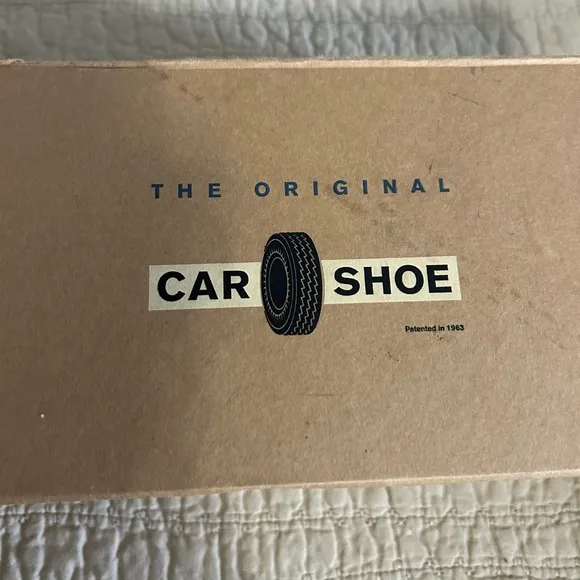 THE ORIGINAL
CAR SHOE
Patented in 1963